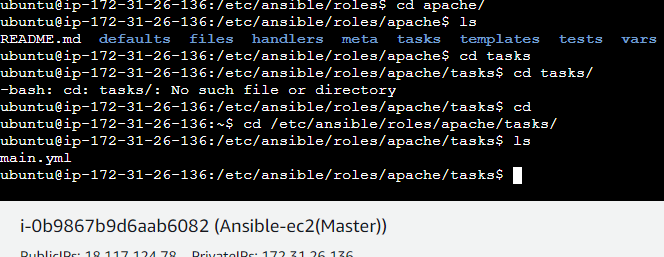 ubuntu@ip-172-31-26-136:/etc/ansible/roles$ cd apache/
ubuntu@ip-172-31-26-136:/etc/ansible/roles/apache$ ls
README.md defaults files handlers meta tasks templates tests vars
ubuntu@ip-172-31-26-136:/etc/ansible/roles/apache$ cd tasks
ubuntu@ip-172-31-26-136:/etc/ansible/roles/apache/tasks$ cd tasks/
-bash: cd: tasks/: No such file or directory
ubuntu@ip-172-31-26-136:/etc/ansible/roles/apache/tasks$ cd
ubuntu@ip-172-31-26-136:~$ cd /etc/ansible/roles/apache/tasks/
ubuntu@ip-172-31-26-136:/etc/ansible/roles/apache/tasks$ ls
main.yml
ubuntu@ip-172-31-26-136:/etc/ansible/roles/apache/tasks$
i-0b9867b9d6aab6082 (Ansible-ec2(Master))
PublicIPs: 18.117.124.78 PrivateIPs: 172.31.26.136